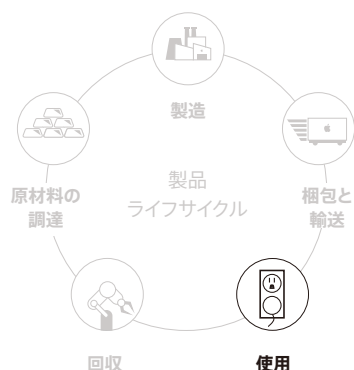 製造
原材料の
調達
製品
ライフサイクル
梱包と
輸送
回収
使用